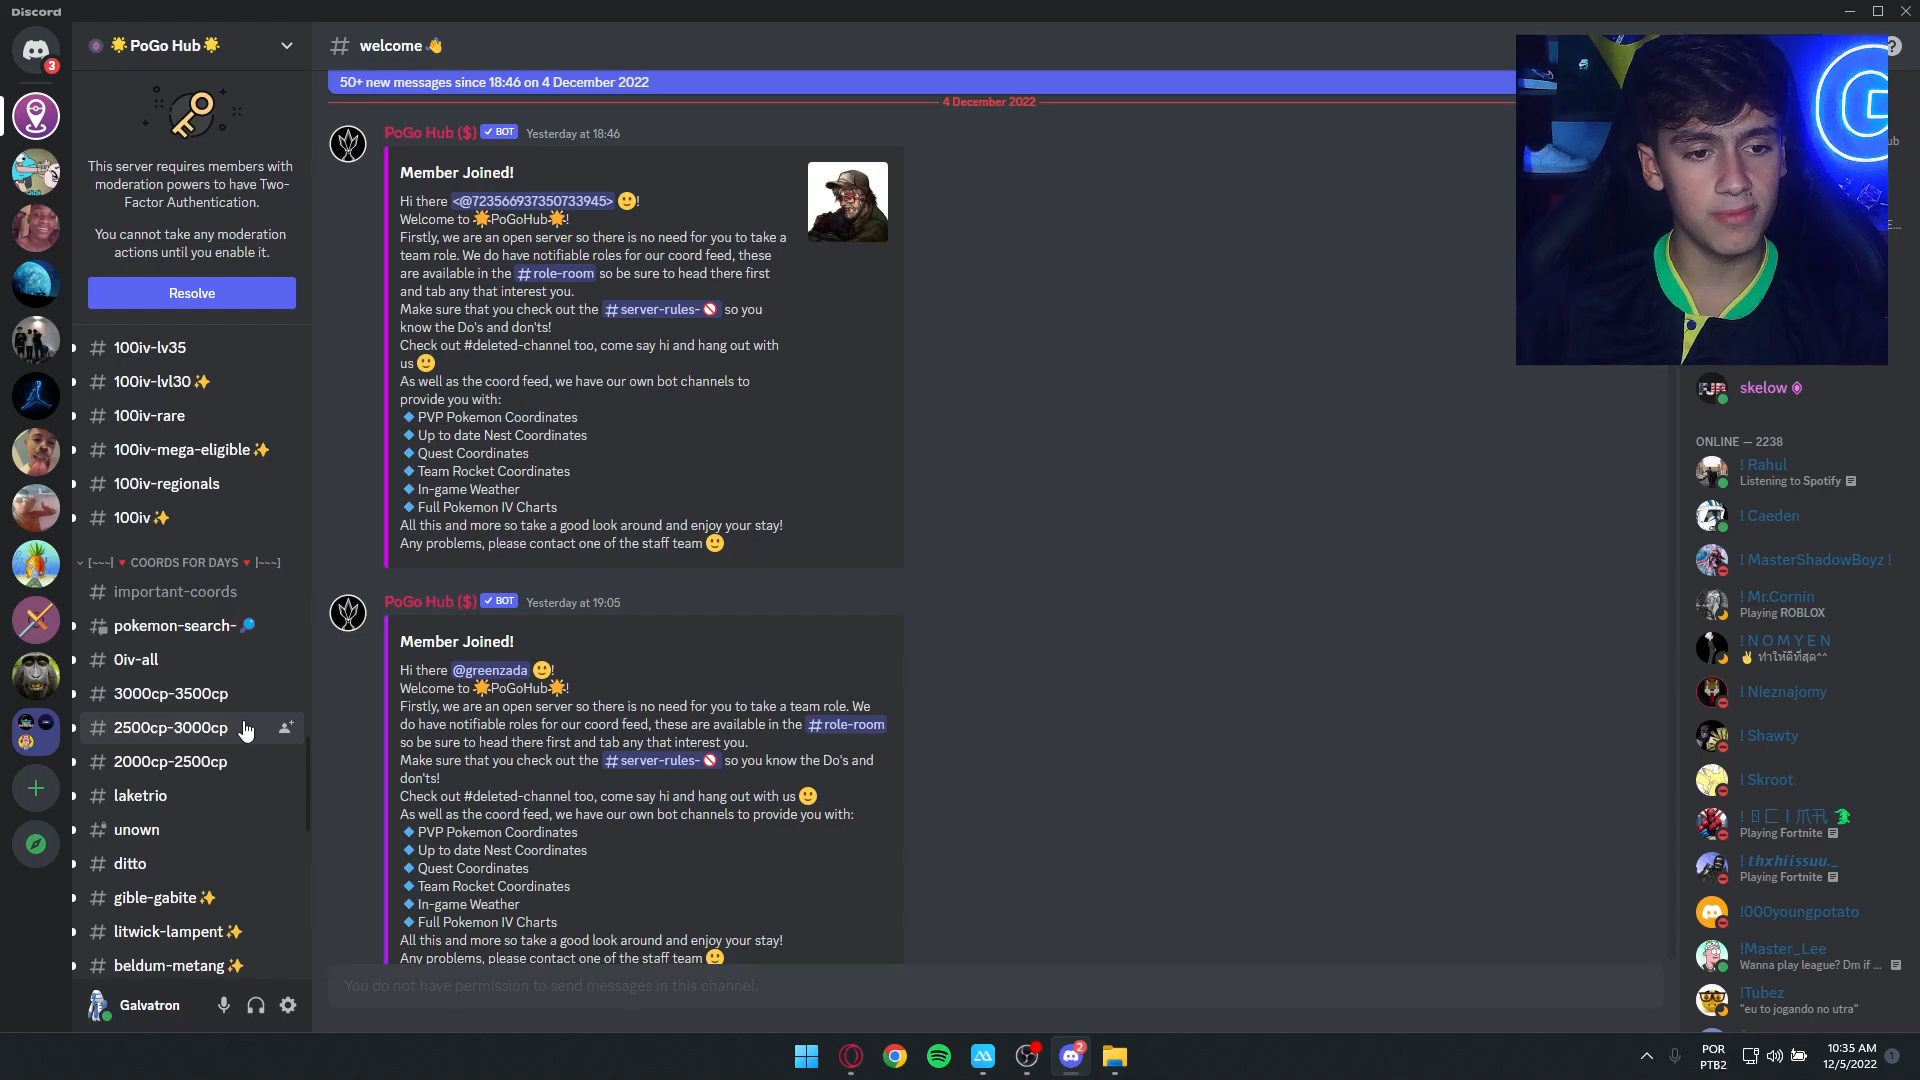 Discord
3
PoGo Hub
This server requires members with
moderation powers to have Two-
Factor Authentication.
You cannot take any moderation
actions until you enable it.
Resolve
100iv-lv35
100iv-lvl30✨
100iv-rare
100iv-mega-eligible✨
100iv-regionals
100iv✨
[~~~|🔻COORDS FOR DAYS🔻|~~~]
important-coords
pokemon-search-🔎
0iv-all
3000cp-3500cp
2500cp-3000cp
2000cp-2500cp
laketrio
unown
ditto
gible-gabite✨
litwick-lampent✨
beldum-metang✨
Galvatron
# welcome👋
50+ new messages since 18:46 on 4 December 2022
4 December 2022
PoGo Hub ($) ✓ BOT Yesterday at 18:46
Member Joined!
Hi there <@723566937350733945> 🙂!
Welcome to 🌟PoGoHub🌟!
Firstly, we are an open server so there is no need for you to take a
team role. We do have notifiable roles for our coord feed, these
are available in the #role-room so be sure to head there first
and tab any that interest you.
Make sure that you check out the #server-rules-🚫 so you
know the Do's and don'ts!
Check out #deleted-channel too, come say hi and hang out with
us 🙂
As well as the coord feed, we have our own bot channels to
provide you with:
🔹PVP Pokemon Coordinates
🔹Up to date Nest Coordinates
🔹Quest Coordinates
🔹Team Rocket Coordinates
🔹In-game Weather
🔹Full Pokemon IV Charts
All this and more so take a good look around and enjoy your stay!
Any problems, please contact one of the staff team 🙂
PoGo Hub ($) ✓ BOT Yesterday at 19:05
Member Joined!
Hi there @greenzada 🙂!
Welcome to 🌟PoGoHub🌟!
Firstly, we are an open server so there is no need for you to take a team role. We
do have notifiable roles for our coord feed, these are available in the #role-room
so be sure to head there first and tab any that interest you.
Make sure that you check out the #server-rules-🚫 so you know the Do's and
don'ts!
Check out #deleted-channel too, come say hi and hang out with us 🙂
As well as the coord feed, we have our own bot channels to provide you with:
🔹PVP Pokemon Coordinates
🔹Up to date Nest Coordinates
🔹Quest Coordinates
🔹Team Rocket Coordinates
🔹In-game Weather
🔹Full Pokemon IV Charts
All this and more so take a good look around and enjoy your stay!
Any problems, please contact one of the staff team 🙂
You do not have permission to send messages in this channel.
skelow
ONLINE — 2238
! Rahul
Listening to Spotify
! Caeden
! MasterShadowBoyz !
! Mr.Cornin
Playing ROBLOX
! N O M Y E N
✌ ทำให้ดีที่สุด^^
! Nieznajomy
! Shawty
! Skroot
Playing Fortnite
! thxhiissuu._
Playing Fortnite
!000youngpotato
!Master_Lee
Wanna play league? Dm if ...
!Tubez
"eu to jogando no utra"
2
POR
PTB2
10:35 AM
12/5/2022
1